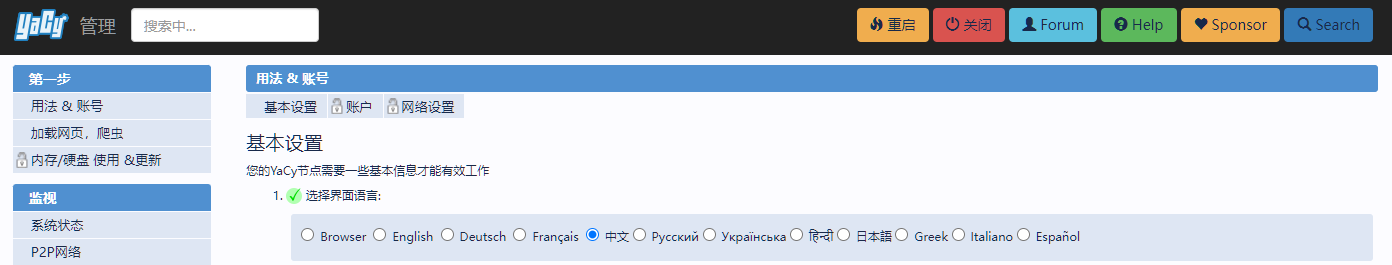 YaCy 管理 搜索中... 重启 关闭 Forum Help Sponsor Search
第一步
用法 & 账号
加载网页，爬虫
内存/硬盘 使用 &更新
监视
系统状态
P2P网络
用法 & 账号
基本设置 账户 网络设置
基本设置
您的YaCy节点需要一些基本信息才能有效工作
1. 选择界面语言:
Browser English Deutsch Français 中文 Русский Українська हिन्दी 日本語 Greek Italiano Español